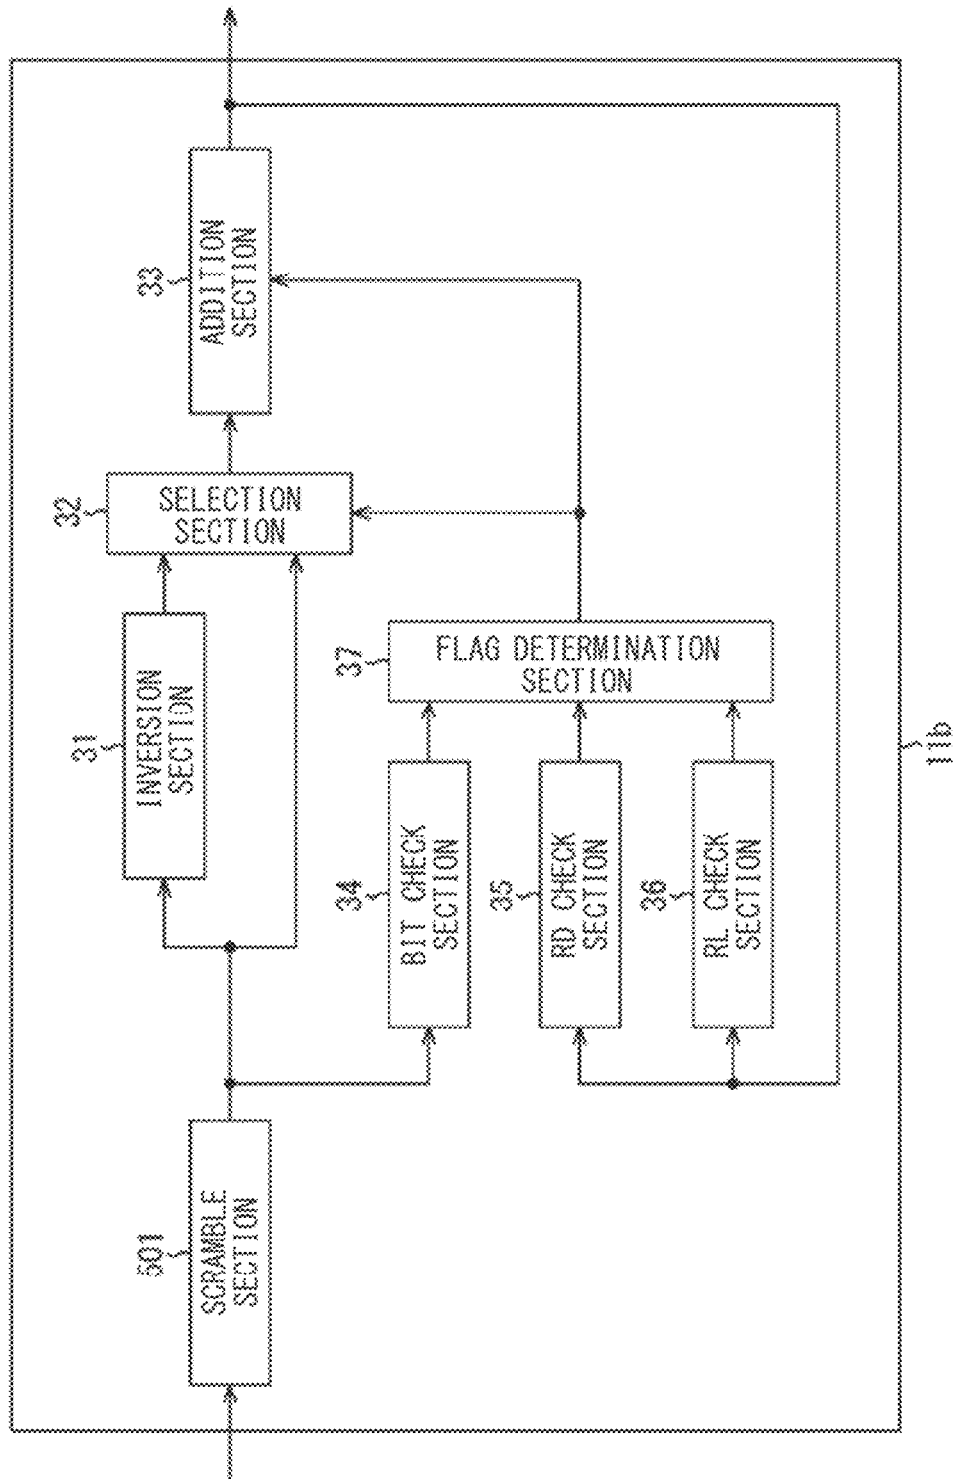 501
SCRAMBLE
SECTION
31
INVERSION
SECTION
32
SELECTION
SECTION
33
ADDITION
SECTION
34
BIT CHECK
SECTION
35
RD CHECK
SECTION
36
RL CHECK
SECTION
37
FLAG DETERMINATION
SECTION
11b